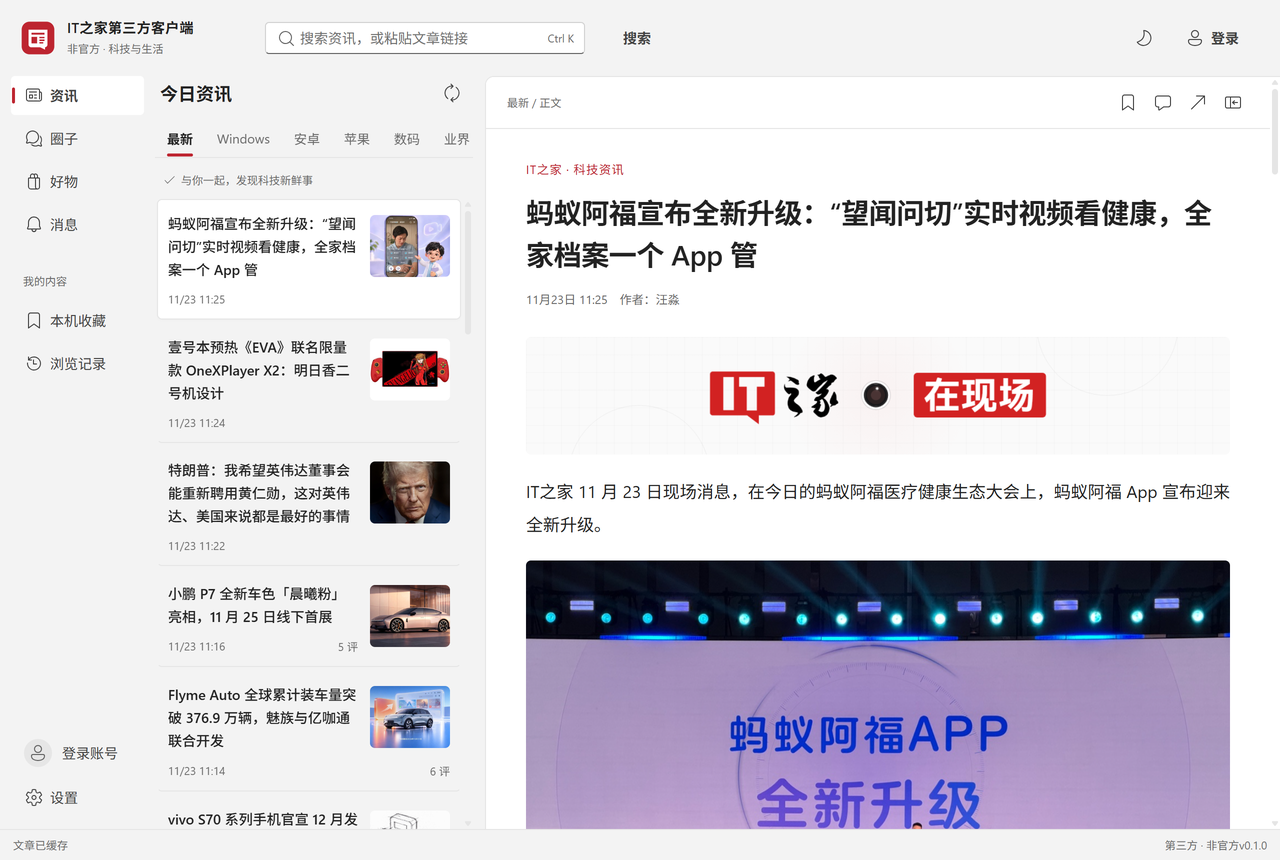 IT之家第三方客户端
非官方 · 科技与生活
搜索资讯，或粘贴文章链接
Ctrl K
搜索
登录
资讯
圈子
好物
消息
我的内容
本机收藏
浏览记录
登录账号
设置
今日资讯
最新 Windows 安卓 苹果 数码 业界
与你一起，发现科技新鲜事
蚂蚁阿福宣布全新升级：“望闻
问切”实时视频看健康，全家档
案一个 App 管
11/23 11:25
壹号本预热《EVA》联名限量
款 OneXPlayer X2：明日香二
号机设计
11/23 11:24
特朗普：我希望英伟达董事会
能重新聘用黄仁勋，这对英伟
达、美国来说都是最好的事情
11/23 11:22
小鹏 P7 全新车色「晨曦粉」
亮相，11 月 25 日线下首展
11/23 11:16
5 评
Flyme Auto 全球累计装车量突
破 376.9 万辆，魅族与亿咖通
联合开发
11/23 11:14
6 评
vivo S70 系列手机官宣 12 月发
最新 / 正文
IT之家 · 科技资讯
蚂蚁阿福宣布全新升级：“望闻问切”实时视频看健康，全
家档案一个 App 管
11月23日 11:25 作者：汪淼
IT之家 在现场
IT之家 11 月 23 日现场消息，在今日的蚂蚁阿福医疗健康生态大会上，蚂蚁阿福 App 宣布迎来
全新升级。
蚂蚁阿福APP
全新升级
文章已缓存
第三方 · 非官方v0.1.0